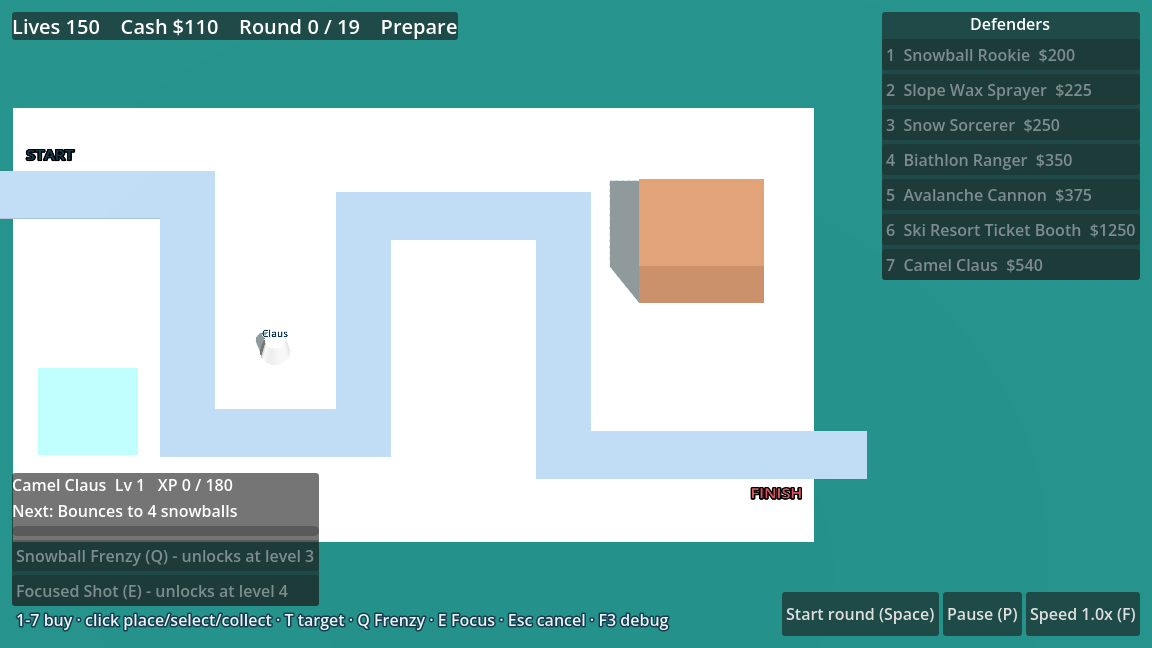 Lives 150 Cash $110 Round 0 / 19 Prepare
Defenders
1 Snowball Rookie $200
2 Slope Wax Sprayer $225
3 Snow Sorcerer $250
4 Biathlon Ranger $350
5 Avalanche Cannon $375
6 Ski Resort Ticket Booth $1250
7 Camel Claus $540
START
Claus
FINISH
Camel Claus Lv 1 XP 0 / 180
Next: Bounces to 4 snowballs
Snowball Frenzy (Q) - unlocks at level 3
Focused Shot (E) - unlocks at level 4
1-7 buy · click place/select/collect · T target · Q Frenzy · E Focus · Esc cancel · F3 debug
Start round (Space) Pause (P) Speed 1.0x (F)